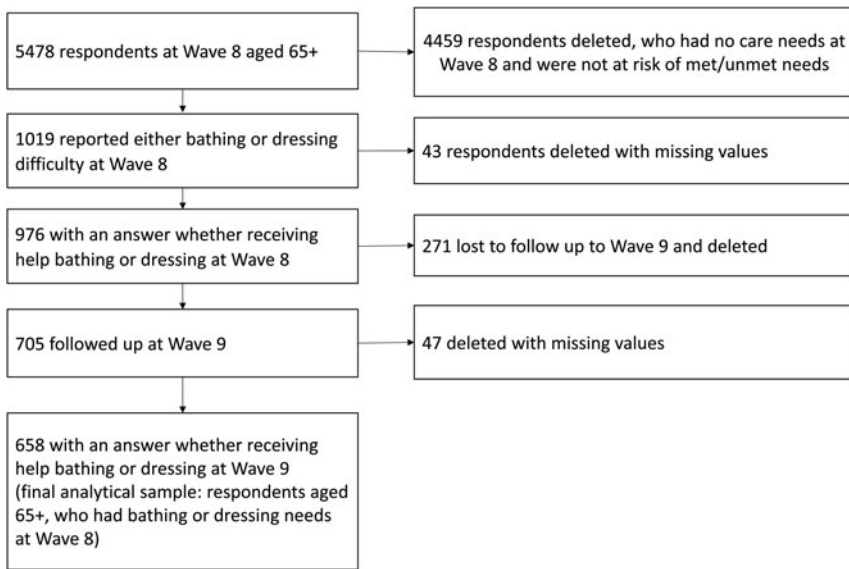 5478 respondents at Wave 8 aged 65+
4459 respondents deleted, who had no care needs at
Wave 8 and were not at risk of met/unmet needs
1019 reported either bathing or dressing
difficulty at Wave 8
43 respondents deleted with missing values
976 with an answer whether receiving
help bathing or dressing at Wave 8
271 lost to follow up to Wave 9 and deleted
705 followed up at Wave 9
47 deleted with missing values
658 with an answer whether receiving
help bathing or dressing at Wave 9
(final analytical sample: respondents aged
65+, who had bathing or dressing needs
at Wave 8)